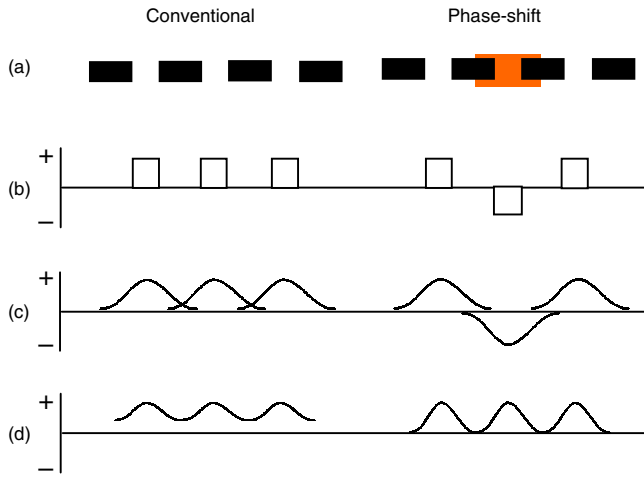 Conventional Phase-shift
(a)
+
(b)
−
+
(c)
−
+
(d)
−